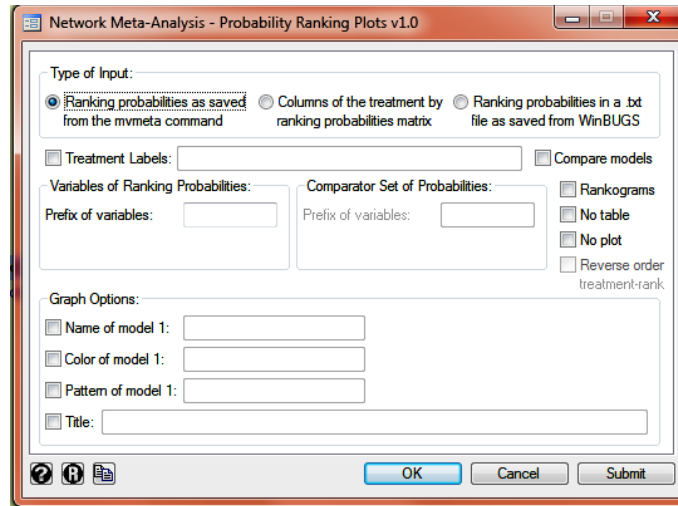 Network Meta-Analysis - Probability Ranking Plots v1.0
Type of Input:
Ranking probabilities as saved from the mvmeta command
Columns of the treatment by ranking probabilities matrix
Ranking probabilities in a .txt file as saved from WinBUGS
Treatment Labels:
Compare models
Variables of Ranking Probabilities:
Prefix of variables:
Comparator Set of Probabilities:
Prefix of variables:
Rankograms
No table
No plot
Reverse order
treatment-rank
Graph Options:
Name of model 1:
Color of model 1:
Pattern of model 1:
Title:
? R
OK Cancel Submit